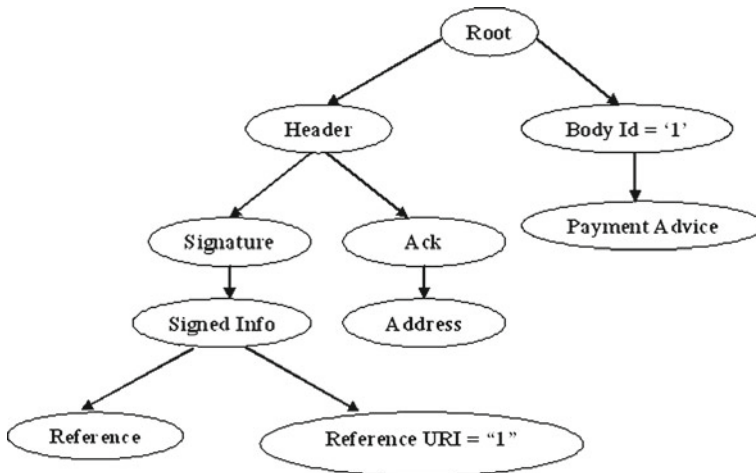 Root
Header
Body Id = ‘1’
Signature
Ack
Payment Advice
Signed Info
Address
Reference
Reference URI = “1”